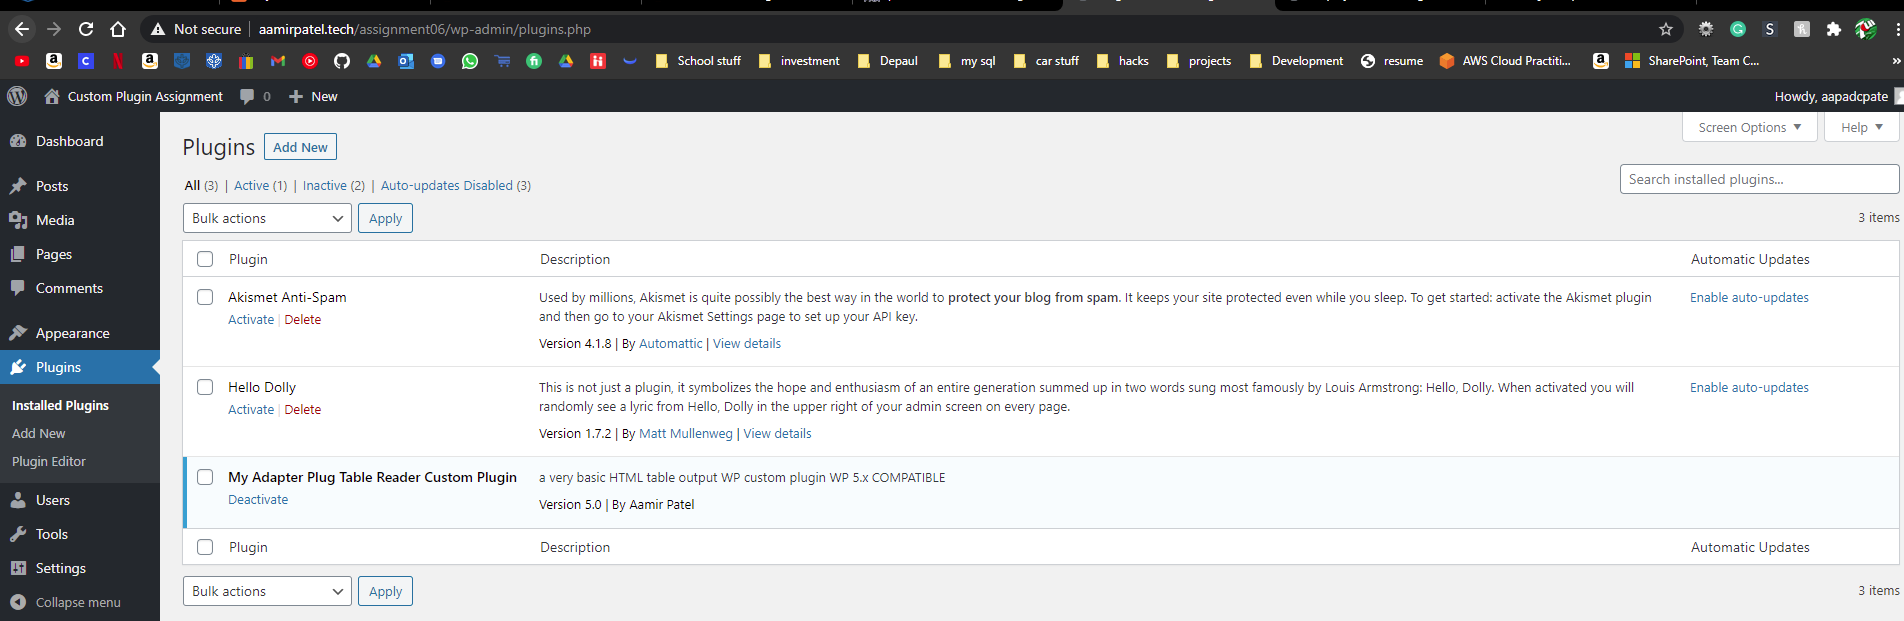 Not secure | aamirpatel.tech/assignment06/wp-admin/plugins.php
School stuff investment Depaul my sql car stuff hacks projects Development resume AWS Cloud Practiti... SharePoint, Team C... »
Custom Plugin Assignment 0 + New Howdy, aapadcpate
Screen Options ▼ Help ▼
Dashboard
Posts
Media
Pages
Comments
Appearance
Plugins
Installed Plugins
Add New
Plugin Editor
Users
Tools
Settings
Collapse menu
Plugins Add New
All (3) | Active (1) | Inactive (2) | Auto-updates Disabled (3)
Search installed plugins...
Bulk actions Apply
3 items
Plugin Description Automatic Updates
Akismet Anti-Spam
Activate | Delete
Used by millions, Akismet is quite possibly the best way in the world to protect your blog from spam. It keeps your site protected even while you sleep. To get started: activate the Akismet plugin
and then go to your Akismet Settings page to set up your API key.
Version 4.1.8 | By Automattic | View details
Enable auto-updates
Hello Dolly
Activate | Delete
This is not just a plugin, it symbolizes the hope and enthusiasm of an entire generation summed up in two words sung most famously by Louis Armstrong: Hello, Dolly. When activated you will
randomly see a lyric from Hello, Dolly in the upper right of your admin screen on every page.
Version 1.7.2 | By Matt Mullenweg | View details
Enable auto-updates
My Adapter Plug Table Reader Custom Plugin
Deactivate
a very basic HTML table output WP custom plugin WP 5.x COMPATIBLE
Version 5.0 | By Aamir Patel
Plugin Description Automatic Updates
Bulk actions Apply
3 items